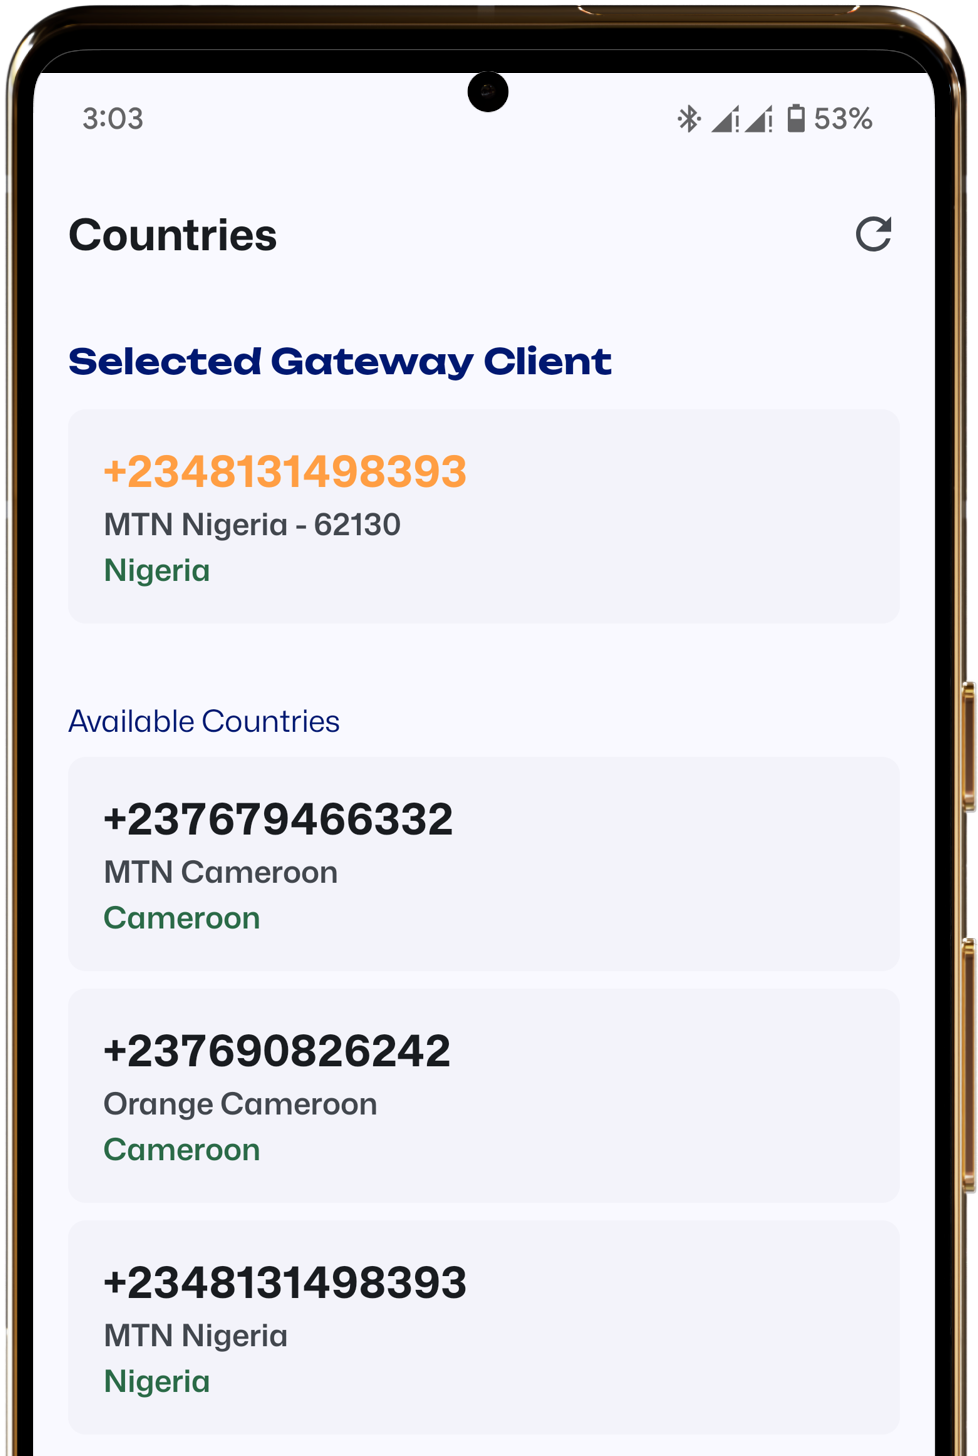 3:03
53%
Countries
Selected Gateway Client
+2348131498393
MTN Nigeria - 62130
Nigeria
Available Countries
+237679466332
MTN Cameroon
Cameroon
+237690826242
Orange Cameroon
Cameroon
+2348131498393
MTN Nigeria
Nigeria